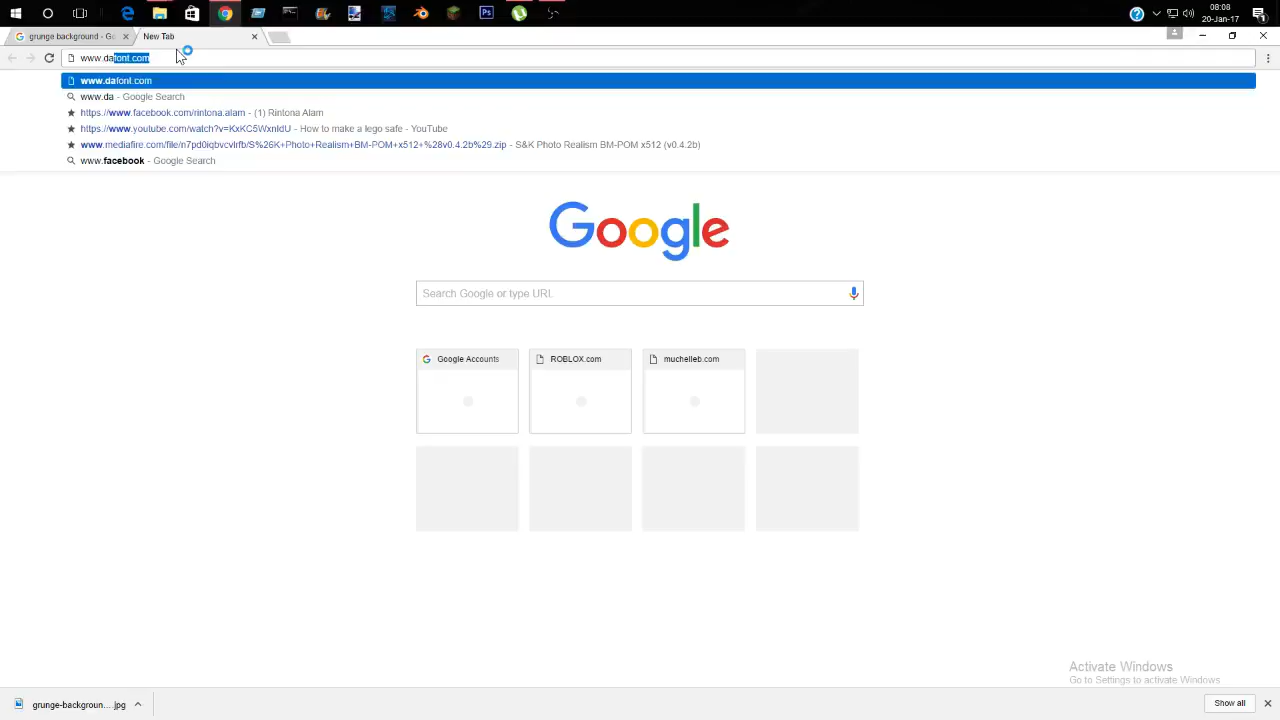 08:08
20-Jan-17
grunge background - Go
New Tab
www.dafont.com
www.dafont.com
www.da - Google Search
https://www.facebook.com/rintona.alam - (1) Rintona Alam
https://www.youtube.com/watch?v=KxKC5WxnIdU - How to make a lego safe - YouTube
www.mediafire.com/file/n7pd0iqbvcvlrfb/S%26K+Photo+Realism+BM-POM+x512+%28v0.4.2b%29.zip - S&K Photo Realism BM-POM x512 (v0.4.2b)
www.facebook - Google Search
Google
Search Google or type URL
Google Accounts
ROBLOX.com
muchelleb.com
Activate Windows
Go to Settings to activate Windows
grunge-backgroun....jpg
Show all